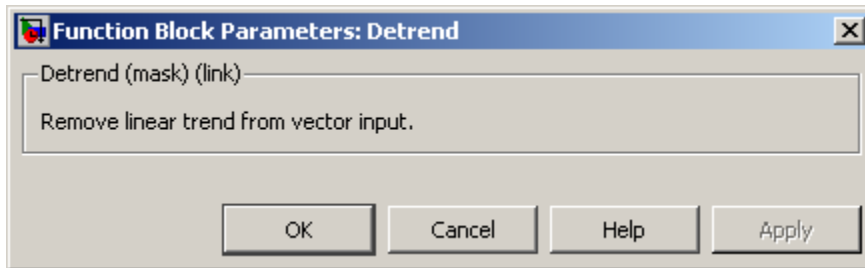 Function Block Parameters: Detrend
Detrend (mask) (link)
Remove linear trend from vector input.
OK Cancel Help Apply